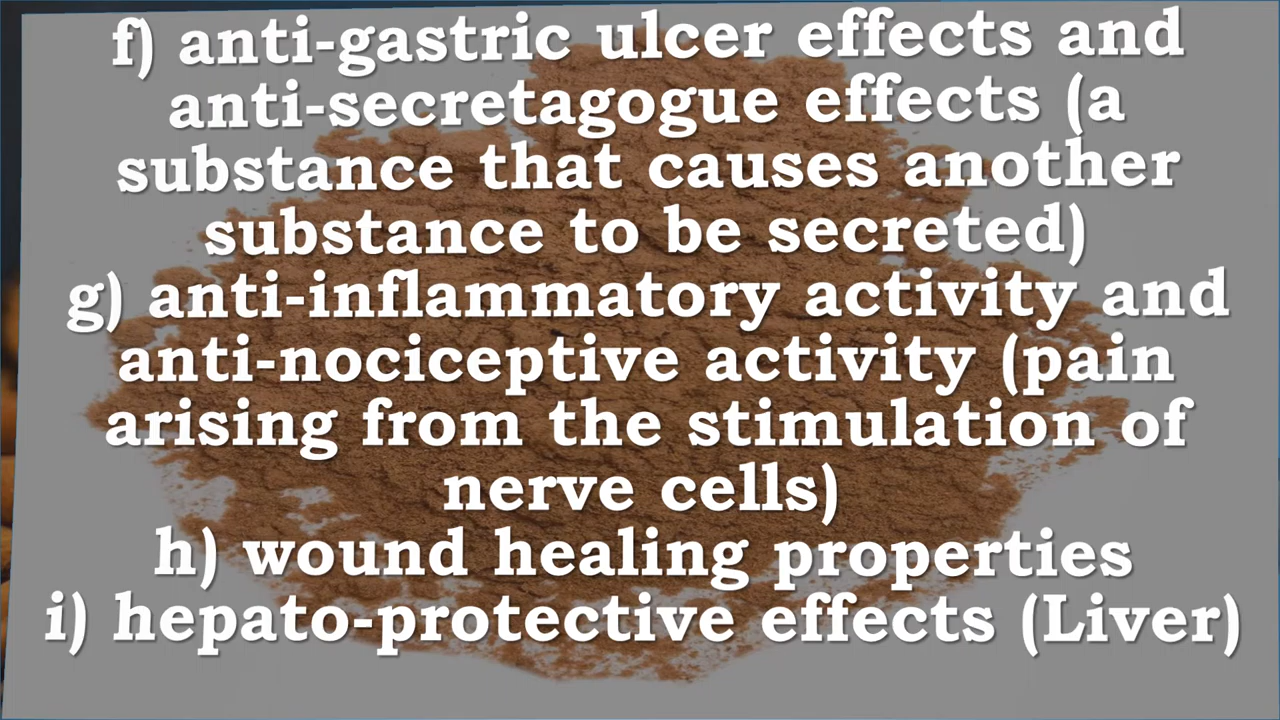 f) anti-gastric ulcer effects and
anti-secretagogue effects (a
substance that causes another
substance to be secreted)
g) anti-inflammatory activity and
anti-nociceptive activity (pain
arising from the stimulation of
nerve cells)
h) wound healing properties
i) hepato-protective effects (Liver)